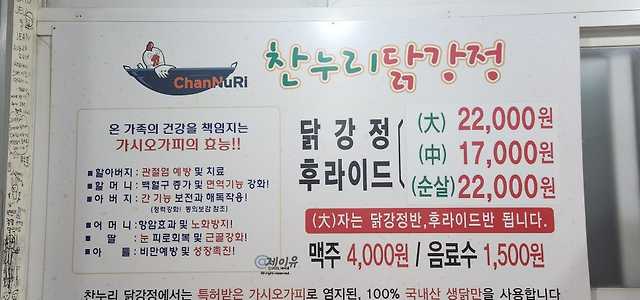 ChanNuRi
찬누리닭강정
온 가족의 건강을 책임지는
가시오가피의 효능!!
■할아버지 : 관절염 예방 및 치료
■할 머 니 : 백혈구 증가 및 면역기능 강화!
■아 버 지 : 간 기능 보전과 해독작용!
(정력강화! 동의보감 참조)
■어 머 니 : 항암효과 및 노화방지!
■ 딸 : 눈 피로회복 및 근골강화!
■아 들 : 비만예방 및 성장촉진!
닭강정
후라이드
(大) 22,000원
(中) 17,000원
(순살) 22,000원
(大)자는 닭강정반,후라이드반 됩니다.
맥주 4,000원 / 음료수 1,500원
제이유
찬누리 닭강정에서는 특허받은 가시오가피로 염지된, 100% 국내산 생닭만을 사용합니다